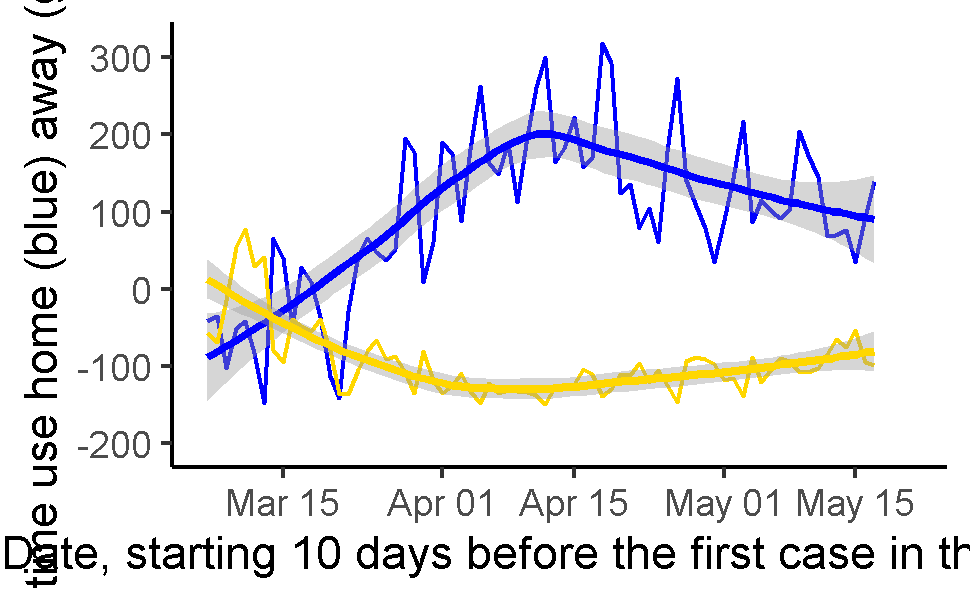 time use home (blue) away (
300
200
100
0
-100
-200
Mar 15 Apr 01 Apr 15 May 01 May 15
Date, starting 10 days before the first case in th